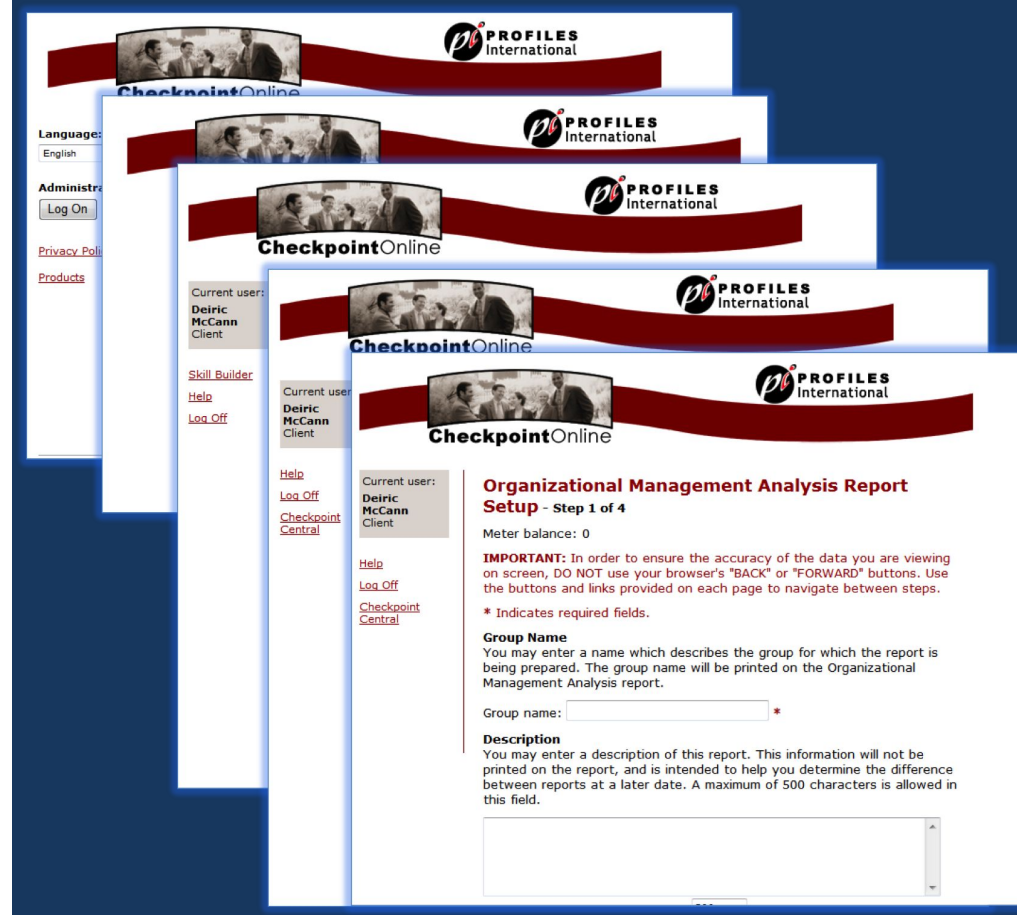 PROFILES
International
CheckpointOnline
Language:
English
Log On
Products
PROFILES
International
PROFILES
International
CheckpointOnline
Current user:
Deiric
McCann
Client
Skill Builder
Help
Log Off
PROFILES
International
CheckpointOnline
Current user
Deiric
McCann
Client
Help
Log Off
Checkpoint
Central
PROFILES
International
CheckpointOnline
Current user:
Deiric
McCann
Client
Help
Log Off
Checkpoint
Central
Organizational Management Analysis Report
Setup - Step 1 of 4
Meter balance: 0
IMPORTANT: In order to ensure the accuracy of the data you are viewing
on screen, DO NOT use your browser's "BACK" or "FORWARD" buttons. Use
the buttons and links provided on each page to navigate between steps.
* Indicates required fields.
Group Name
You may enter a name which describes the group for which the report is
being prepared. The group name will be printed on the Organizational
Management Analysis report.
Group name: *
Description
You may enter a description of this report. This information will not be
printed on the report, and is intended to help you determine the difference
between reports at a later date. A maximum of 500 characters is allowed in
this field.